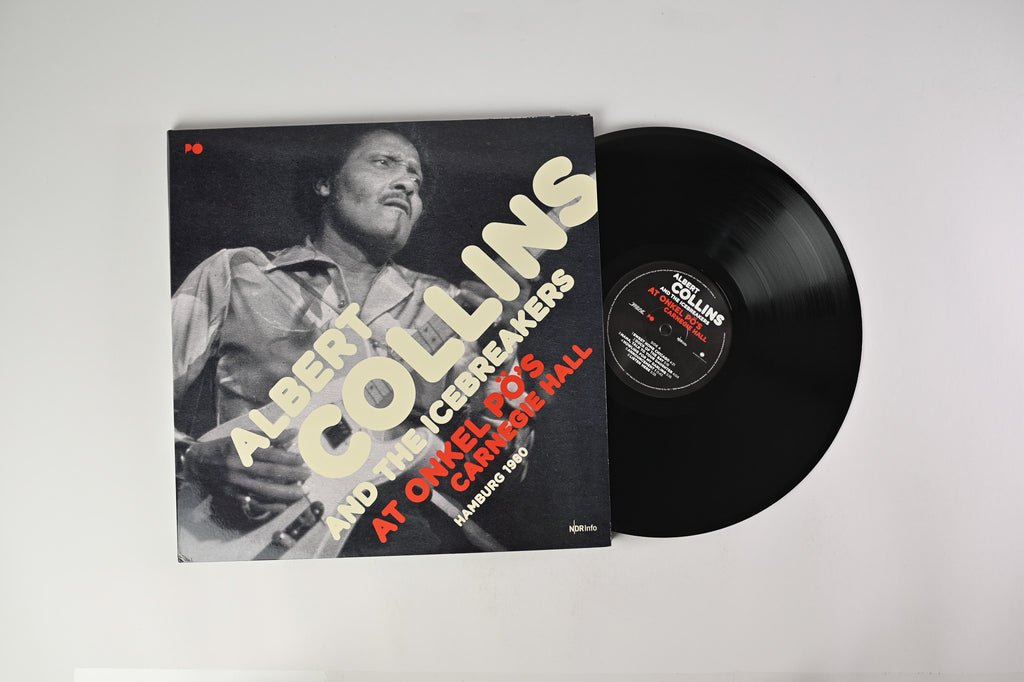 PO
ALBERT
COLLINS
AND THE ICEBREAKERS
AT ONKEL PÖ'S
CARNEGIE HALL
HAMBURG 1980
NDR info
ALBERT
COLLINS
AND THE ICEBREAKERS
AT ONKEL PÖ'S
CARNEGIE HALL